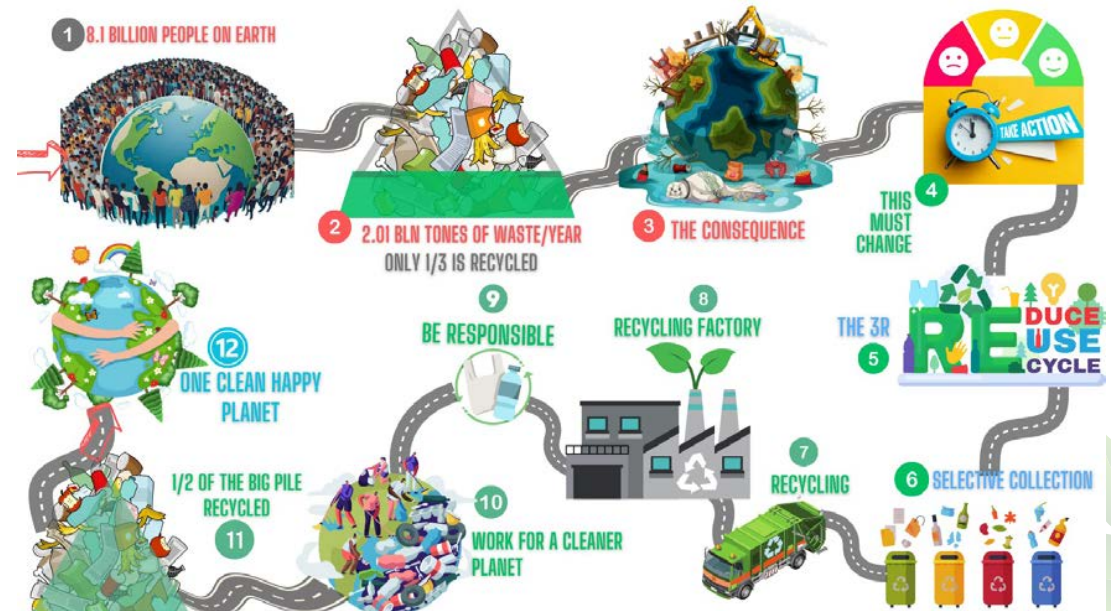 1
8.1 BILLION PEOPLE ON EARTH
2
2.01 BLN TONES OF WASTE/YEAR
ONLY 1/3 IS RECYCLED
3
THE CONSEQUENCE
TAKE ACTION
4
THIS
MUST
CHANGE
THE 3R
5
RE
DUCE
USE
CYCLE
6
SELECTIVE COLLECTION
7
RECYCLING
8
RECYCLING FACTORY
9
BE RESPONSIBLE
10
WORK FOR A CLEANER
PLANET
1/2 OF THE BIG PILE
RECYCLED
11
12
ONE CLEAN HAPPY
PLANET